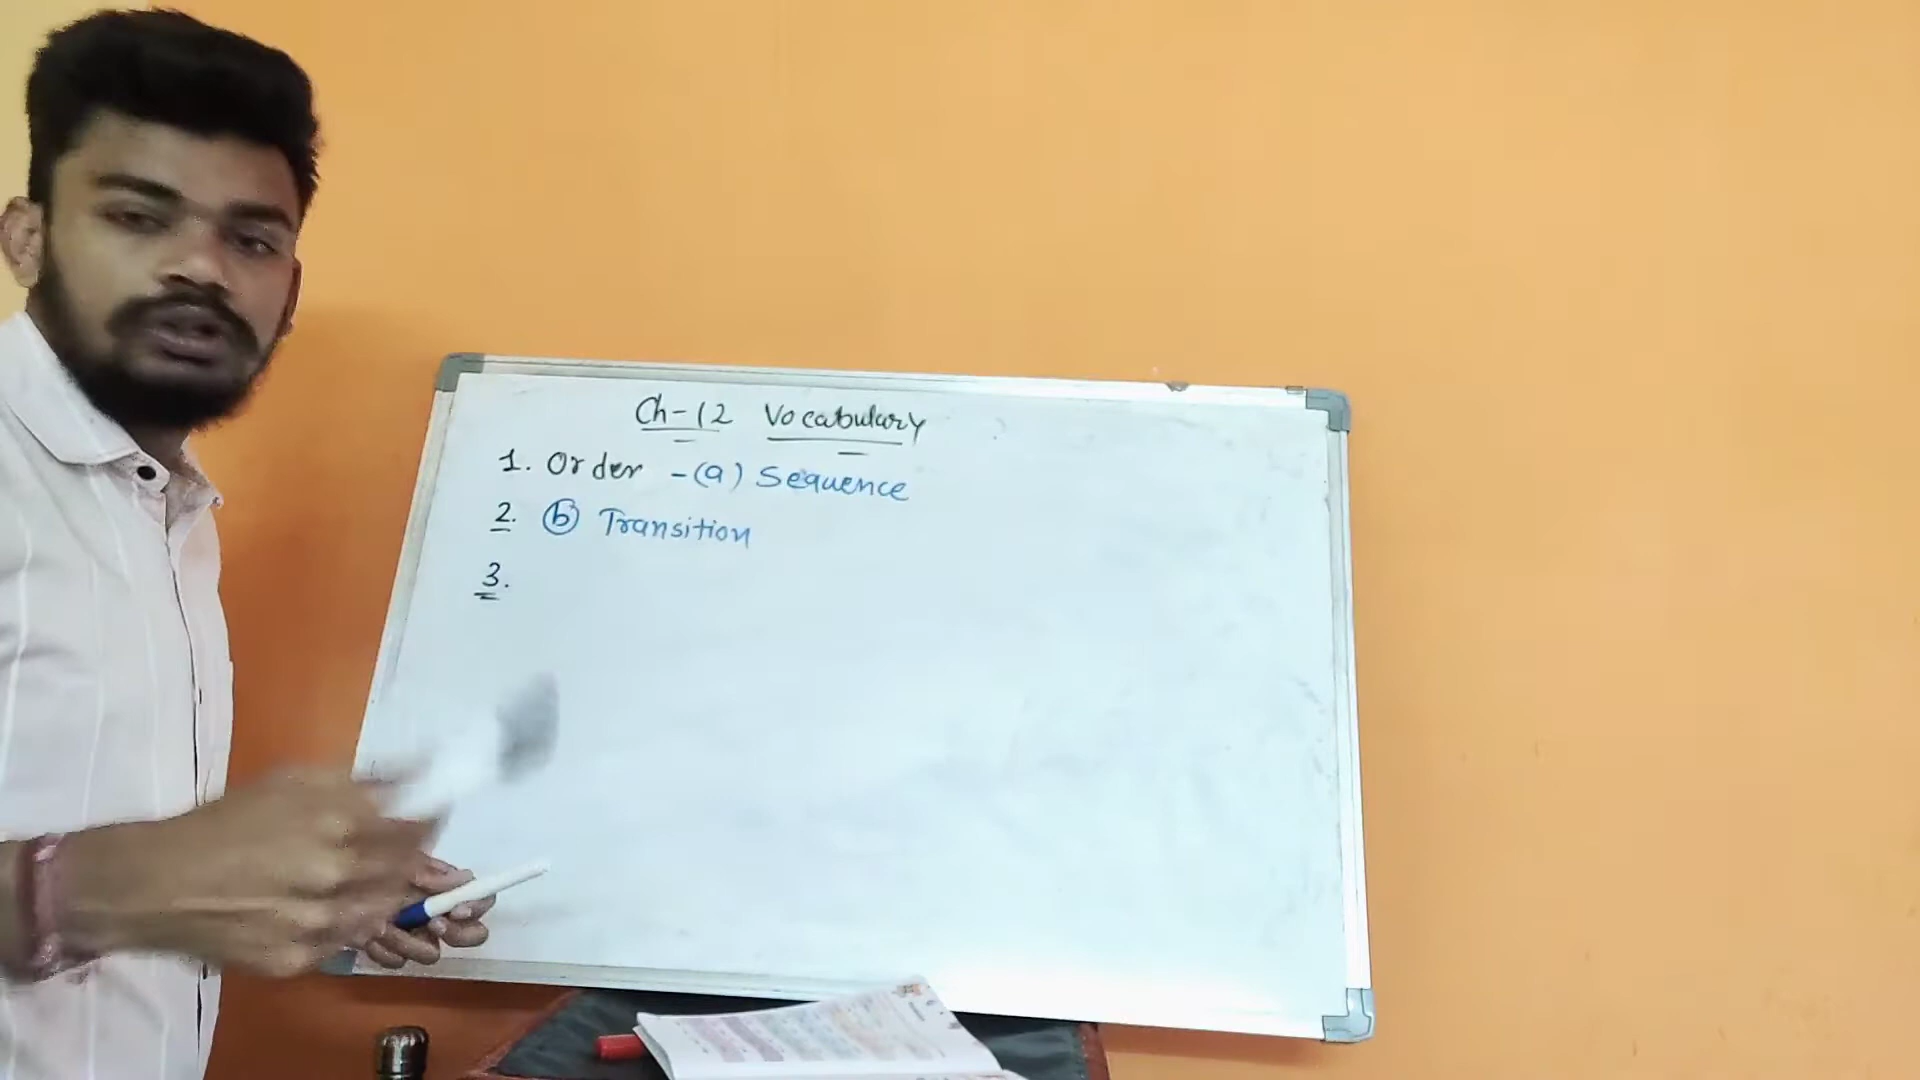 Ch-12 Vocabulary
1. Order -(a) Sequence
2. (b) Transition
3.